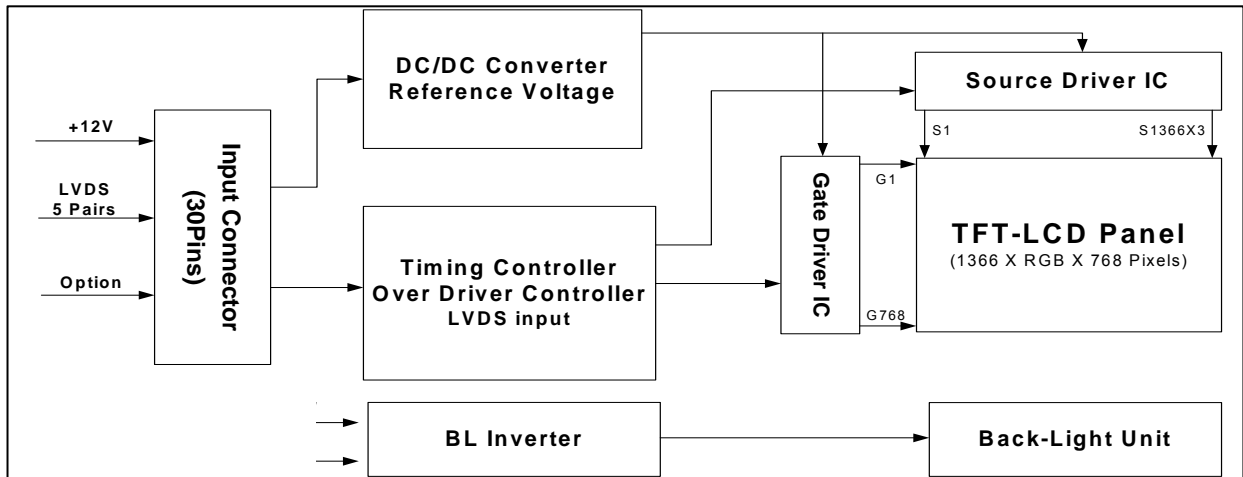 +12V
LVDS
5 Pairs
Option
Input Connector
(30Pins)
DC/DC Converter
Reference Voltage
Timing Controller
Over Driver Controller
LVDS input
Source Driver IC
S1
S1366X3
Gate Driver IC
G1
G768
TFT-LCD Panel
(1366 X RGB X 768 Pixels)
BL Inverter
Back-Light Unit